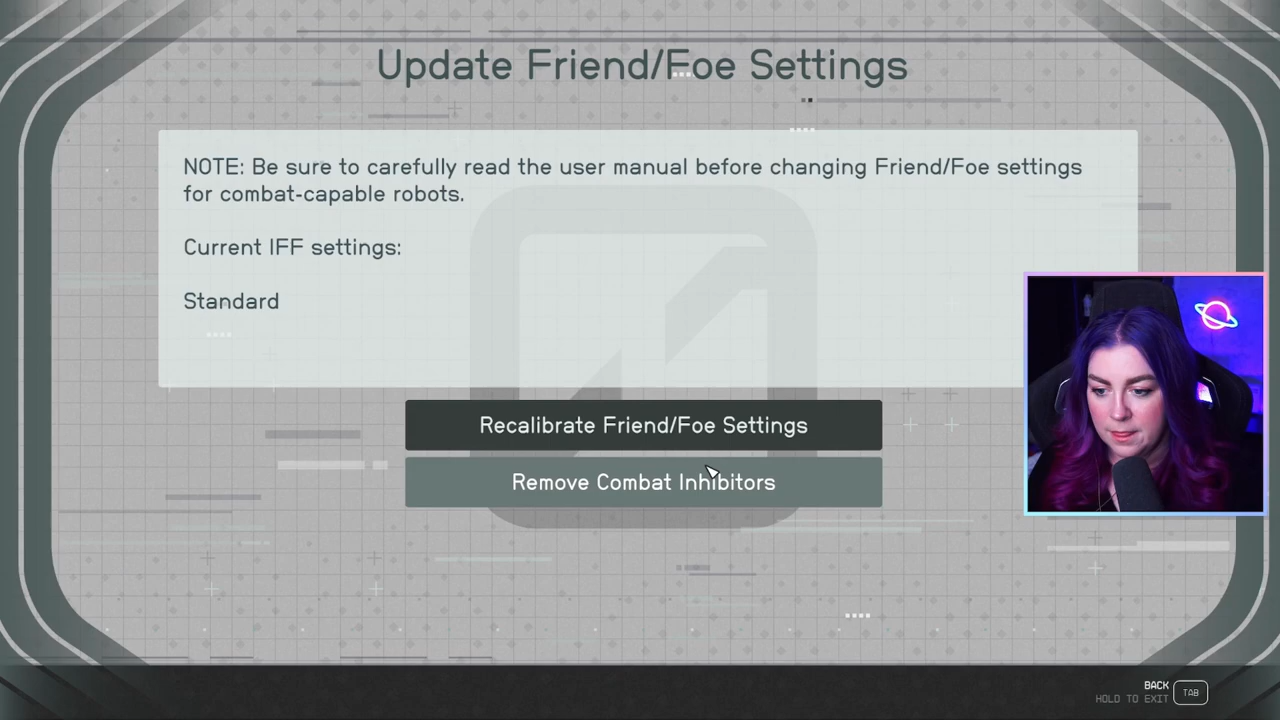 Update Friend/Foe Settings
NOTE: Be sure to carefully read the user manual before changing Friend/Foe settings
for combat-capable robots.
Current IFF settings:
Standard
Recalibrate Friend/Foe Settings
Remove Combat Inhibitors
BACK
HOLD TO EXIT
TAB